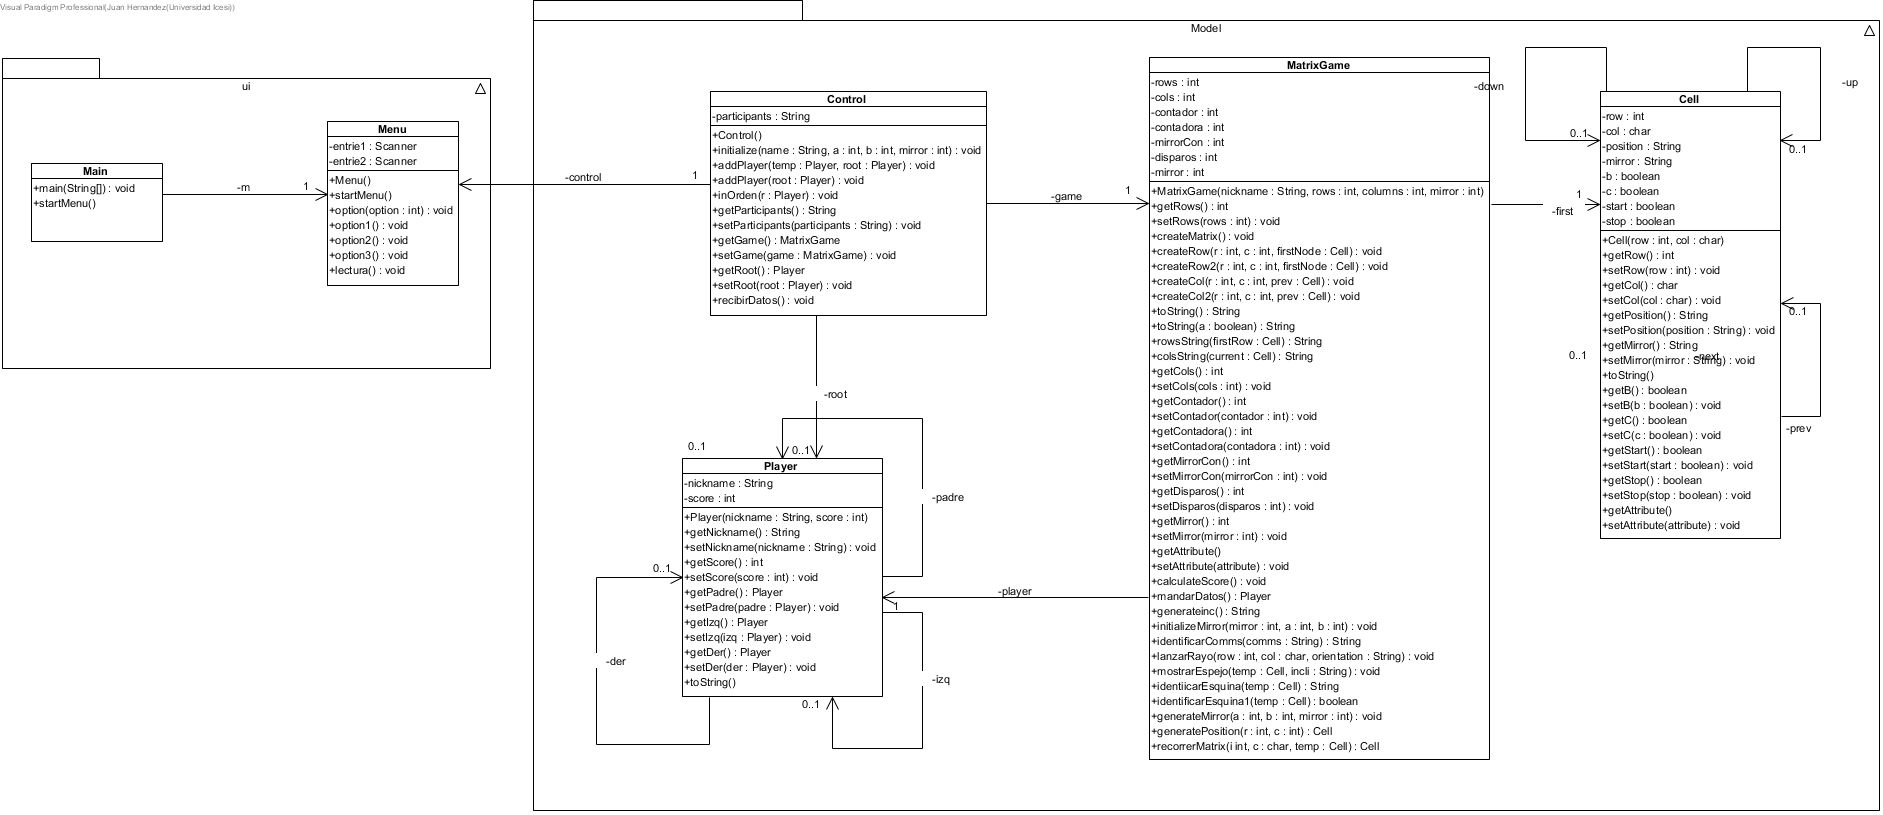 Visual Paradigm Professional(Juan Hernandez(Universidad Icesi))
ui
Main
+main(String[]) : void
+startMenu()
-m
1
Menu
-entrie1 : Scanner
-entrie2 : Scanner
+Menu()
+startMenu()
+option(option : int) : void
+option1() : void
+option2() : void
+option3() : void
+lectura() : void
-control
1
Model
Control
-participants : String
+Control()
+initialize(name : String, a : int, b : int, mirror : int) : void
+addPlayer(temp : Player, root : Player) : void
+addPlayer(root : Player) : void
+inOrden(r : Player) : void
+getParticipants() : String
+setParticipants(participants : String) : void
+getGame() : MatrixGame
+setGame(game : MatrixGame) : void
+getRoot() : Player
+setRoot(root : Player) : void
+recibirDatos() : void
-game
1
-root
0..1
0..1
Player
-nickname : String
-score : int
+Player(nickname : String, score : int)
+getNickname() : String
+setNickname(nickname : String) : void
+getScore() : int
+setScore(score : int) : void
+getPadre() : Player
+setPadre(padre : Player) : void
+getIzq() : Player
+setIzq(izq : Player) : void
+getDer() : Player
+setDer(der : Player) : void
+toString()
-padre
0..1
-der
-izq
0..1
-player
1
MatrixGame
-rows : int
-cols : int
-contador : int
-contadora : int
-mirrorCon : int
-disparos : int
-mirror : int
+MatrixGame(nickname : String, rows : int, columns : int, mirror : int)
+getRows() : int
+setRows(rows : int) : void
+createMatrix() : void
+createRow(r : int, c : int, firstNode : Cell) : void
+createRow2(r : int, c : int, firstNode : Cell) : void
+createCol(r : int, c : int, prev : Cell) : void
+createCol2(r : int, c : int, prev : Cell) : void
+toString() : String
+toString(a : boolean) : String
+rowsString(firstRow : Cell) : String
+colsString(current : Cell) : String
+getCols() : int
+setCols(cols : int) : void
+getContador() : int
+setContador(contador : int) : void
+getContadora() : int
+setContadora(contadora : int) : void
+getMirrorCon() : int
+setMirrorCon(mirrorCon : int) : void
+getDisparos() : int
+setDisparos(disparos : int) : void
+getMirror() : int
+setMirror(mirror : int) : void
+getAttribute()
+setAttribute(attribute) : void
+calculateScore() : void
+mandarDatos() : Player
+generateinc() : String
+initializeMirror(mirror : int, a : int, b : int) : void
+identificarComms(comms : String) : String
+lanzarRayo(row : int, col : char, orientation : String) : void
+mostrarEspejo(temp : Cell, incli : String) : void
+identiicarEsquina(temp : Cell) : String
+identificarEsquina1(temp : Cell) : boolean
+generateMirror(a : int, b : int, mirror : int) : void
+generatePosition(r : int, c : int) : Cell
+recorrerMatrix(i int, c : char, temp : Cell) : Cell
-down
0..1
-up
0..1
-first
1
Cell
-row : int
-col : char
-position : String
-mirror : String
-b : boolean
-c : boolean
-start : boolean
-stop : boolean
+Cell(row : int, col : char)
+getRow() : int
+setRow(row : int) : void
+getCol() : char
+setCol(col : char) : void
+getPosition() : String
+setPosition(position : String) : void
+getMirror() : String
+setMirror(mirror : String) : void
+toString()
+getB() : boolean
+setB(b : boolean) : void
+getC() : boolean
+setC(c : boolean) : void
+getStart() : boolean
+setStart(start : boolean) : void
+getStop() : boolean
+setStop(stop : boolean) : void
+getAttribute()
+setAttribute(attribute) : void
0..1
-next
0..1
-prev